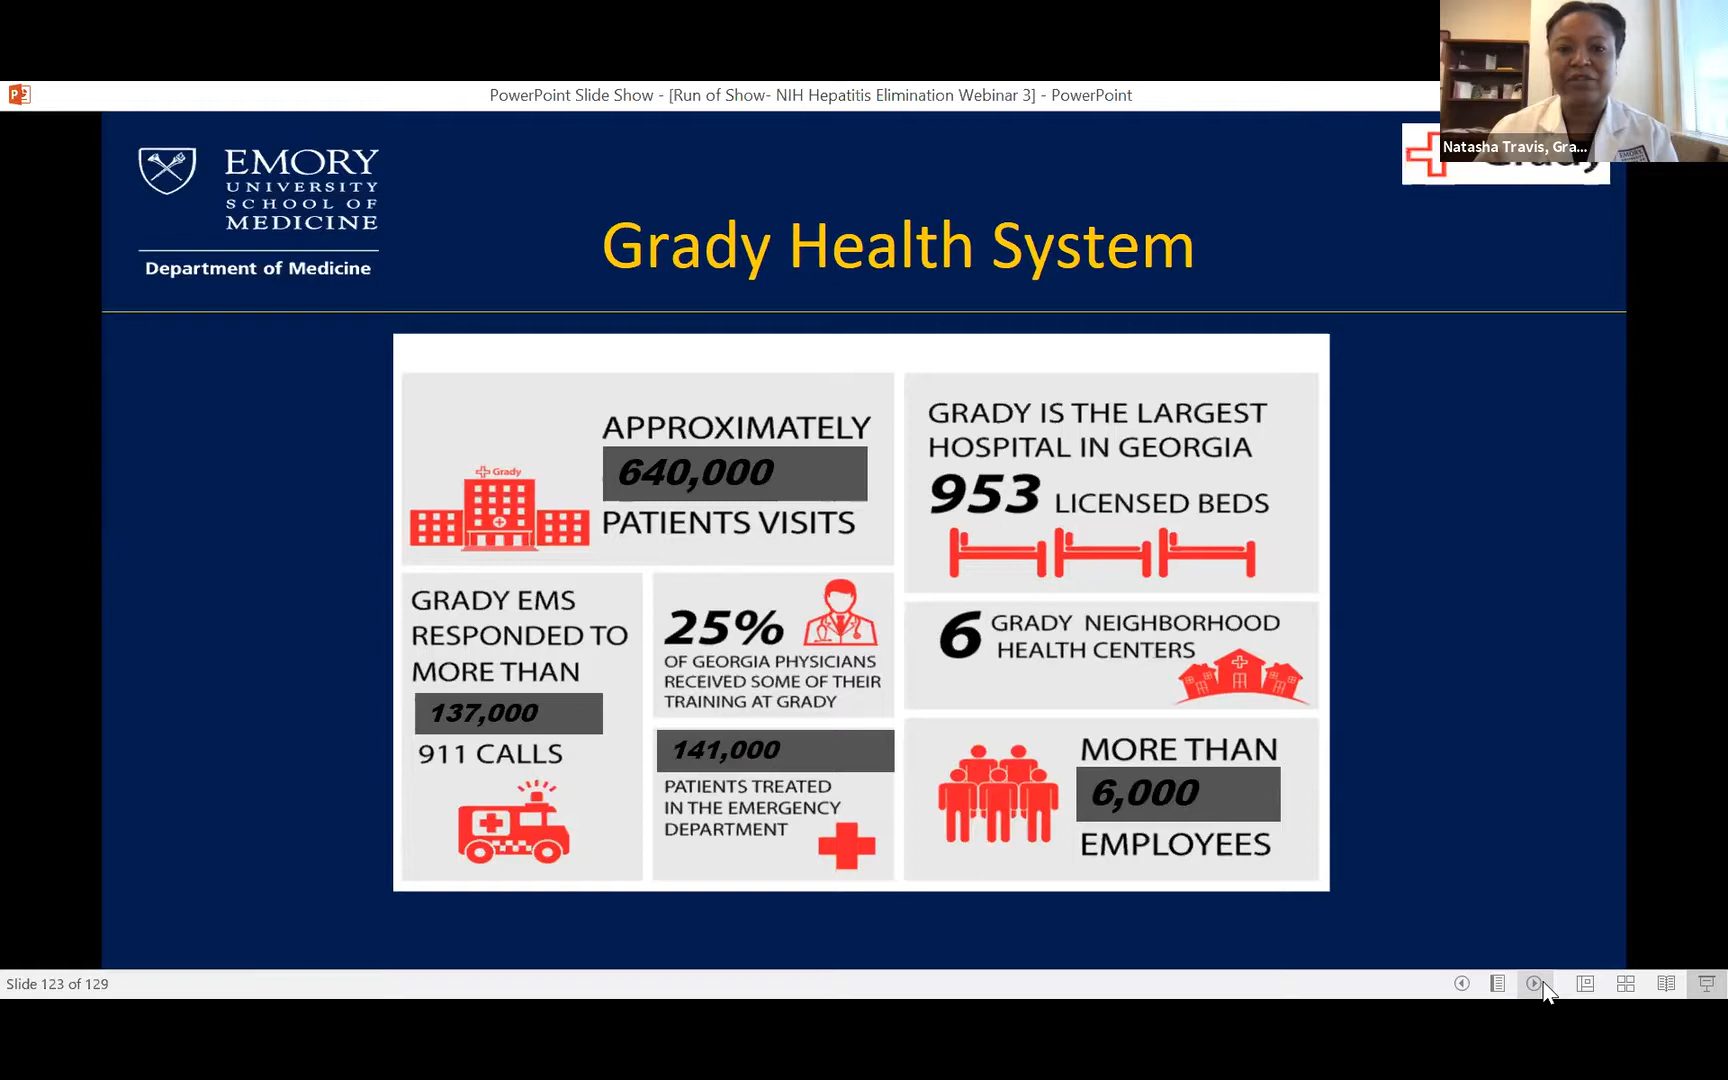 PowerPoint Slide Show - [Run of Show- NIH Hepatitis Elimination Webinar 3] - PowerPoint
Natasha Travis, Gra...
EMORY
UNIVERSITY
SCHOOL OF
MEDICINE
Department of Medicine
Grady
Grady Health System
APPROXIMATELY
640,000
PATIENTS VISITS
Grady
GRADY IS THE LARGEST
HOSPITAL IN GEORGIA
953 LICENSED BEDS
GRADY EMS
RESPONDED TO
MORE THAN
137,000
911 CALLS
25%
OF GEORGIA PHYSICIANS
RECEIVED SOME OF THEIR
TRAINING AT GRADY
141,000
PATIENTS TREATED
IN THE EMERGENCY
DEPARTMENT
6 GRADY NEIGHBORHOOD
HEALTH CENTERS
MORE THAN
6,000
EMPLOYEES
Slide 123 of 129